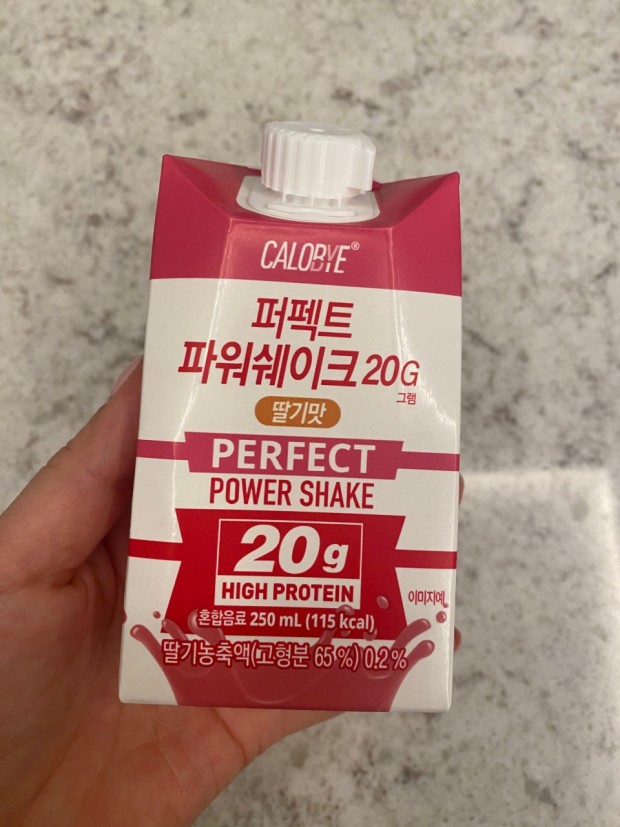 CALOBYE®
퍼펙트
파워쉐이크 20G
그램
딸기맛
PERFECT
POWER SHAKE
20g
HIGH PROTEIN
이미지예
혼합음료 250 mL (115 kcal)
딸기농축액(고형분 65%) 0.2%